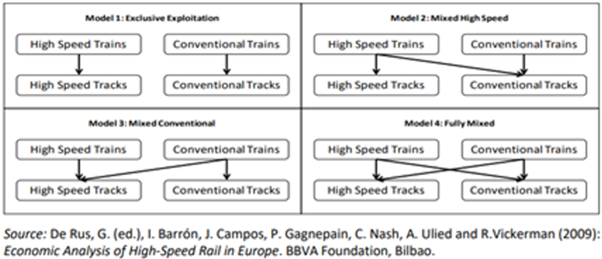 Model 1: Exclusive Exploitation
High Speed Trains
Conventional Trains
High Speed Tracks
Conventional Tracks
Model 2: Mixed High Speed
High Speed Trains
Conventional Trains
High Speed Tracks
Conventional Tracks
Model 3: Mixed Conventional
High Speed Trains
Conventional Trains
High Speed Tracks
Conventional Tracks
Model 4: Fully Mixed
High Speed Trains
Conventional Trains
High Speed Tracks
Conventional Tracks
Source: De Rus, G. (ed.), I. Barrón, J. Campos, P. Gagnepain, C. Nash, A. Ulied and R.Vickerman (2009):
Economic Analysis of High-Speed Rail in Europe. BBVA Foundation, Bilbao.